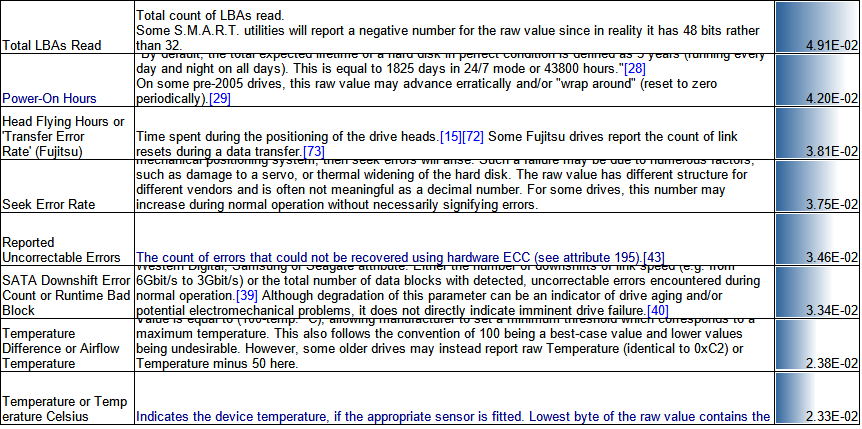 Total LBAs Read
Total count of LBAs read.
Some S.M.A.R.T. utilities will report a negative number for the raw value since in reality it has 48 bits rather
than 32.
4.91E-02
Power-On Hours
"By default, the total expected lifetime of a hard disk in perfect condition is defined as 5 years (running every
day and night on all days). This is equal to 1825 days in 24/7 mode or 43800 hours."[28]
On some pre-2005 drives, this raw value may advance erratically and/or "wrap around" (reset to zero
periodically).[29]
4.20E-02
Head Flying Hours or
'Transfer Error
Rate' (Fujitsu)
Time spent during the positioning of the drive heads.[15][72] Some Fujitsu drives report the count of link
resets during a data transfer.[73]
3.81E-02
Seek Error Rate
mechanical positioning system, then seek errors will arise. Such a failure may be due to numerous factors,
such as damage to a servo, or thermal widening of the hard disk. The raw value has different structure for
different vendors and is often not meaningful as a decimal number. For some drives, this number may
increase during normal operation without necessarily signifying errors.
3.75E-02
Reported
Uncorrectable Errors
The count of errors that could not be recovered using hardware ECC (see attribute 195).[43]
3.46E-02
SATA Downshift Error
Count or Runtime Bad
Block
Western Digital, Samsung or Seagate attribute: Either the number of downshifts of link speed (e.g. from
6Gbit/s to 3Gbit/s) or the total number of data blocks with detected, uncorrectable errors encountered during
normal operation.[39] Although degradation of this parameter can be an indicator of drive aging and/or
potential electromechanical problems, it does not directly indicate imminent drive failure.[40]
3.34E-02
Temperature
Difference or Airflow
Temperature
Value is equal to (100-temp. °C), allowing manufacturer to set a minimum threshold which corresponds to a
maximum temperature. This also follows the convention of 100 being a best-case value and lower values
being undesirable. However, some older drives may instead report raw Temperature (identical to 0xC2) or
Temperature minus 50 here.
2.38E-02
Temperature or Temp
erature Celsius
Indicates the device temperature, if the appropriate sensor is fitted. Lowest byte of the raw value contains the
2.33E-02